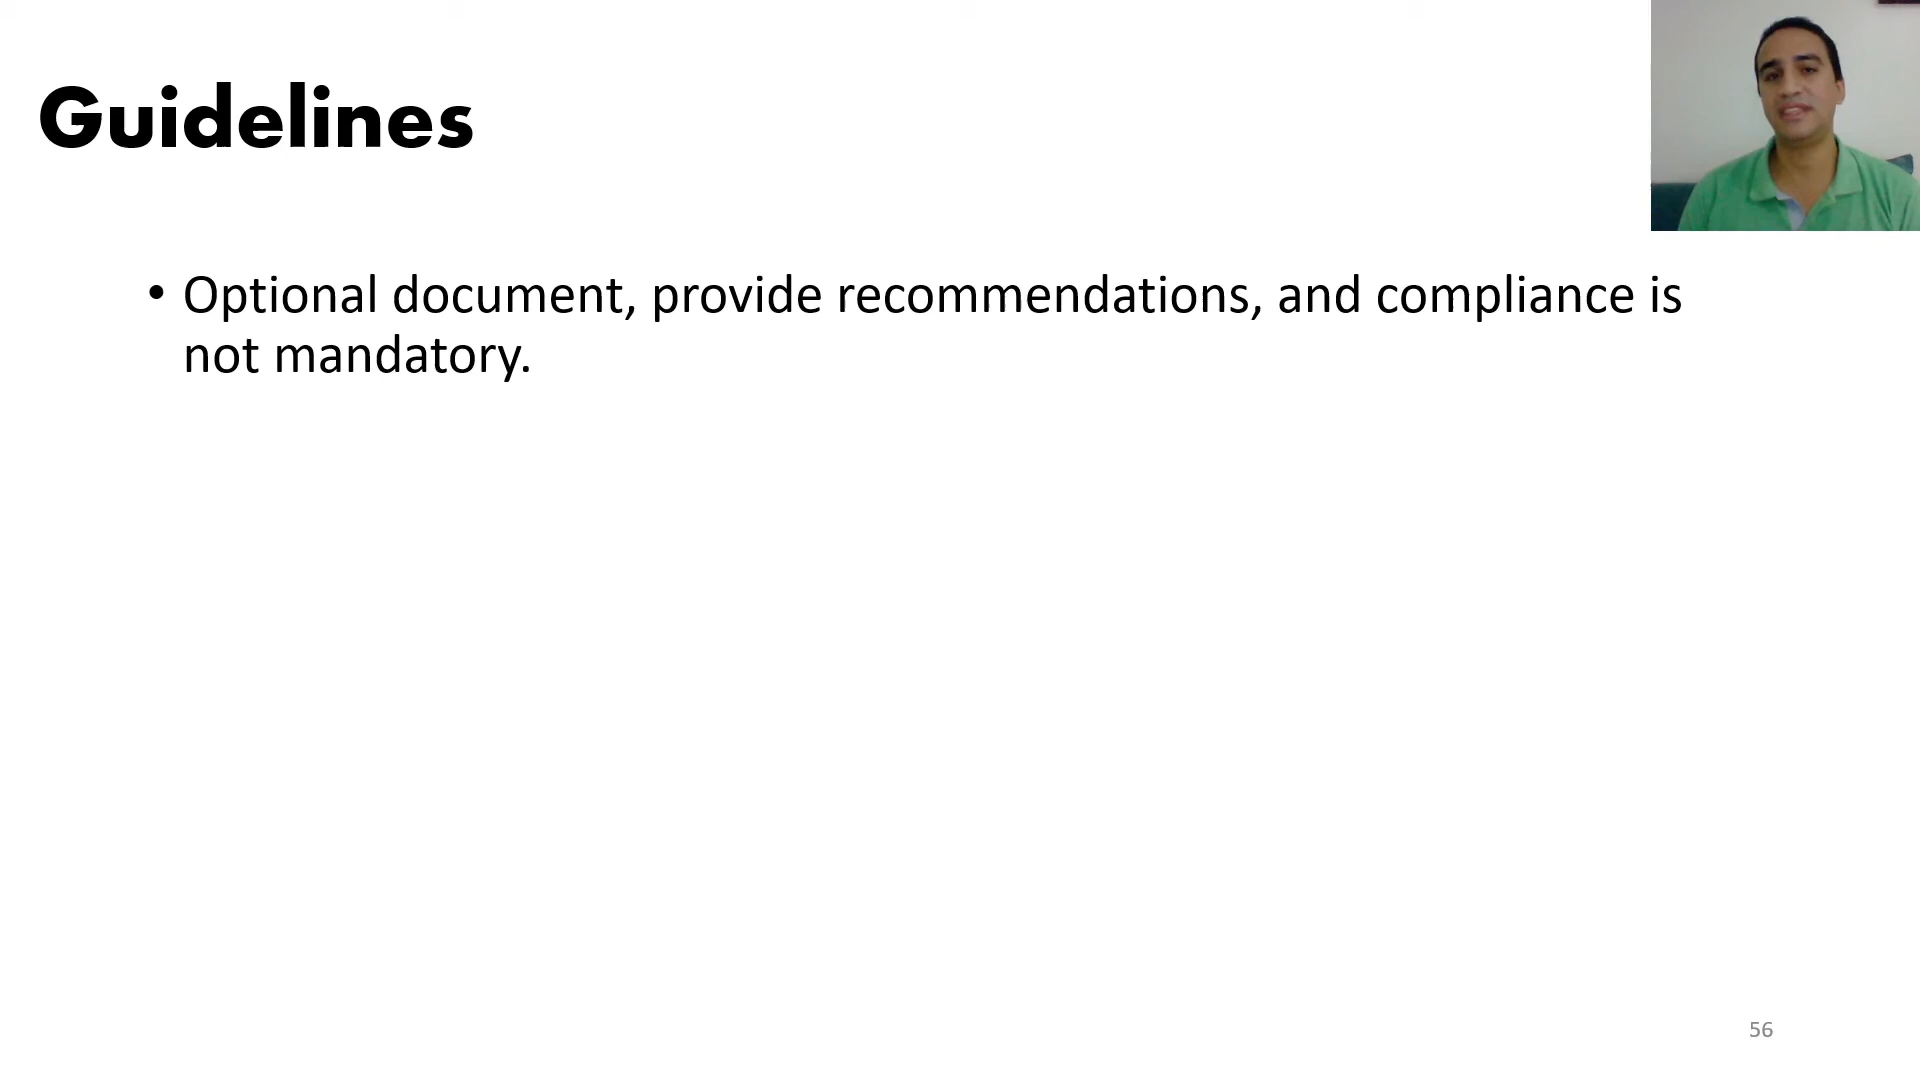 Guidelines
• Optional document, provide recommendations, and compliance is
not mandatory.
56